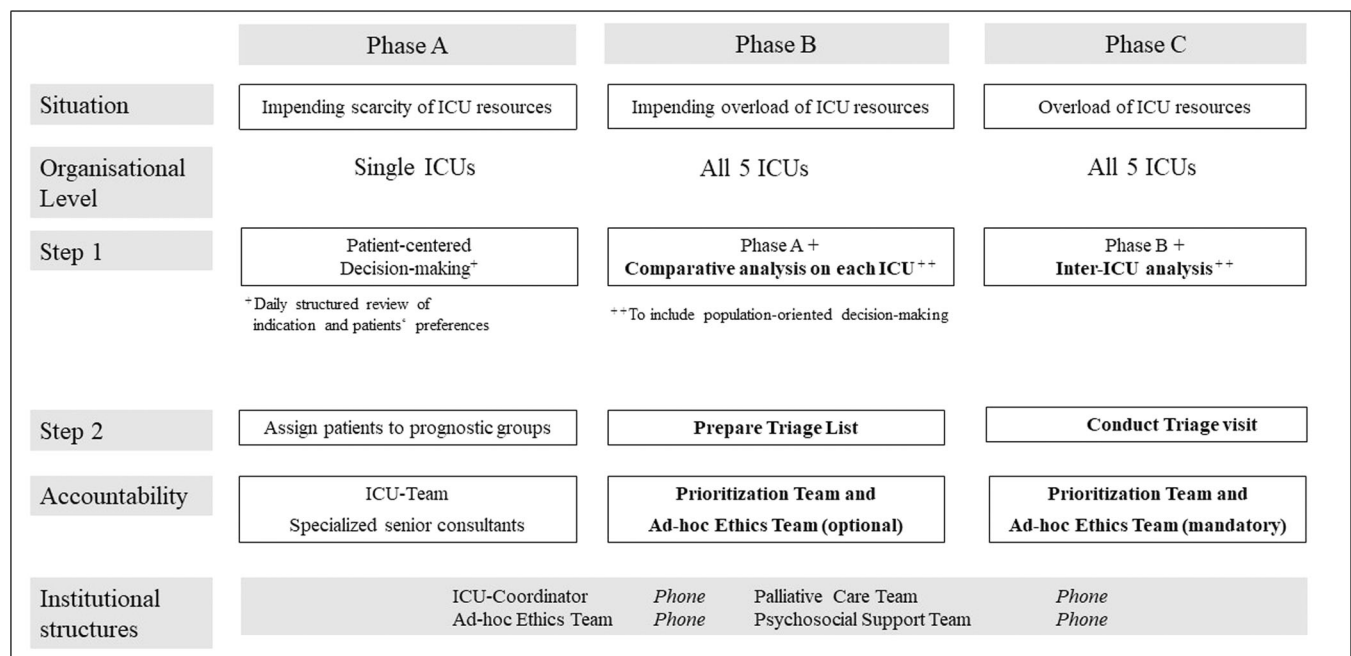 Phase A
Phase B
Phase C
Situation
Impending scarcity of ICU resources
Impending overload of ICU resources
Overload of ICU resources
Organisational
Level
Single ICUs
All 5 ICUs
All 5 ICUs
Step 1
Patient-centered
Decision-making+
+Daily structured review of
indication and patients‘ preferences
Phase A +
Comparative analysis on each ICU++
++To include population-oriented decision-making
Phase B +
Inter-ICU analysis++
Step 2
Assign patients to prognostic groups
Prepare Triage List
Conduct Triage visit
Accountability
ICU-Team
Specialized senior consultants
Prioritization Team and
Ad-hoc Ethics Team (optional)
Prioritization Team and
Ad-hoc Ethics Team (mandatory)
Institutional
structures
ICU-Coordinator Phone Palliative Care Team Phone
Ad-hoc Ethics Team Phone Psychosocial Support Team Phone